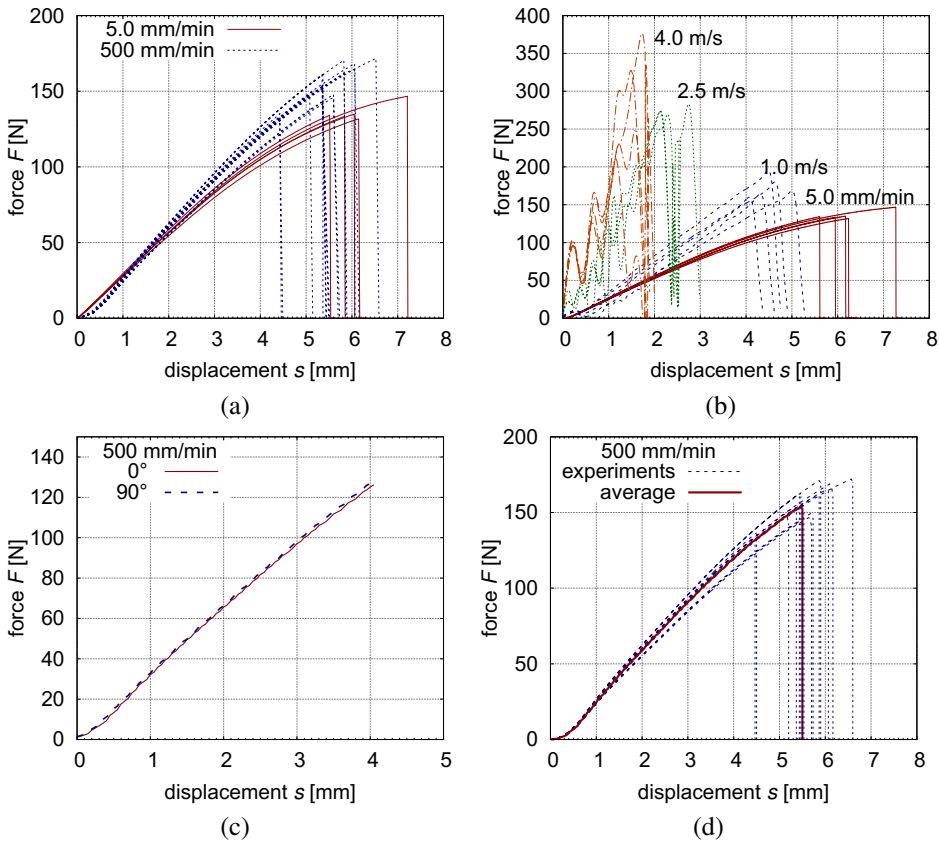 200
150
100
50
0
0 1 2 3 4 5 6 7 8
force F [N]
displacement s [mm]
5.0 mm/min
500 mm/min
(a)
400
350
300
250
200
150
100
50
0
0 1 2 3 4 5 6 7 8
force F [N]
displacement s [mm]
4.0 m/s
2.5 m/s
1.0 m/s
5.0 mm/min
(b)
140
120
100
80
60
40
20
0
0 1 2 3 4 5
force F [N]
displacement s [mm]
500 mm/min
0°
90°
(c)
200
150
100
50
0
0 1 2 3 4 5 6 7 8
force F [N]
displacement s [mm]
500 mm/min
experiments
average
(d)